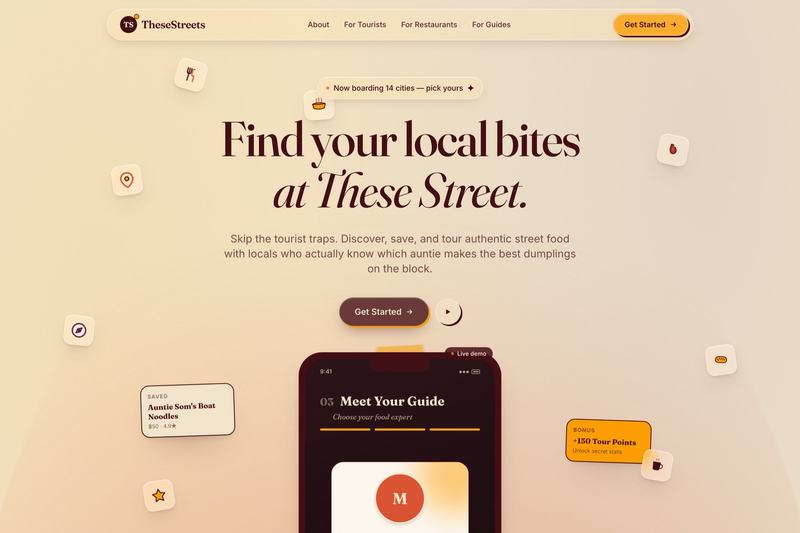 TS TheseStreets
About For Tourists For Restaurants For Guides
Get Started →
Now boarding 14 cities — pick yours ✦
Find your local bites
at These Street.
Skip the tourist traps. Discover, save, and tour authentic street food
with locals who actually know which auntie makes the best dumplings
on the block.
Get Started →
Live demo
9:41
03 Meet Your Guide
Choose your food expert
SAVED
Auntie Som's Boat
Noodles
฿50 · 4.9★
BONUS
+150 Tour Points
Unlock secret stalls
M